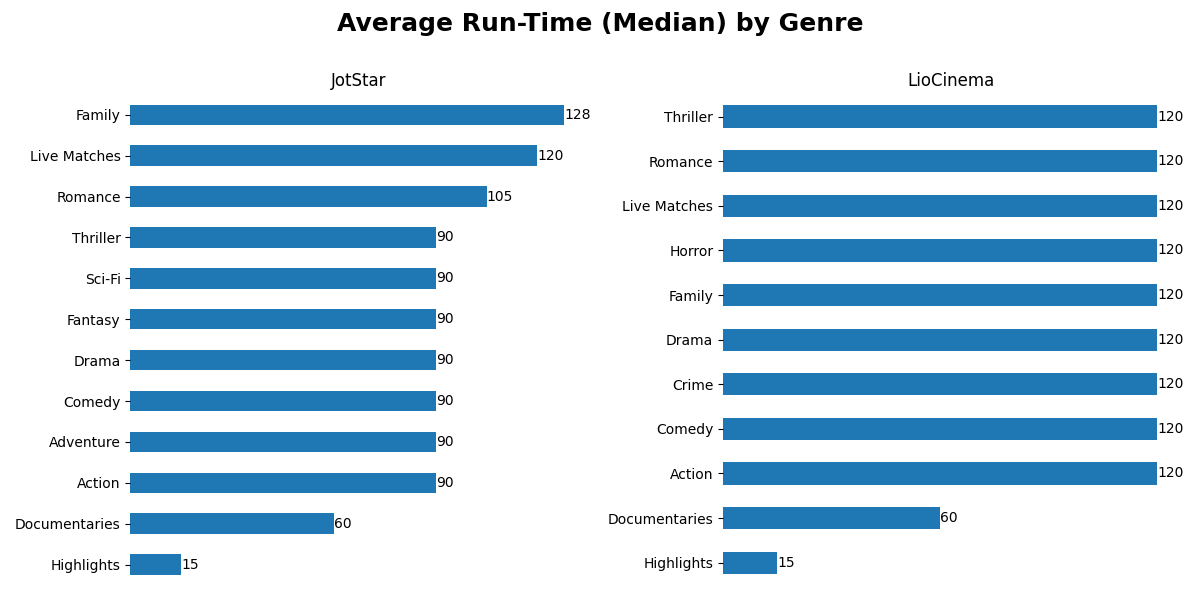 Average Run-Time (Median) by Genre
JotStar
Family 128
Live Matches 120
Romance 105
Thriller 90
Sci-Fi 90
Fantasy 90
Drama 90
Comedy 90
Adventure 90
Action 90
Documentaries 60
Highlights 15
LioCinema
Thriller 120
Romance 120
Live Matches 120
Horror 120
Family 120
Drama 120
Crime 120
Comedy 120
Action 120
Documentaries 60
Highlights 15